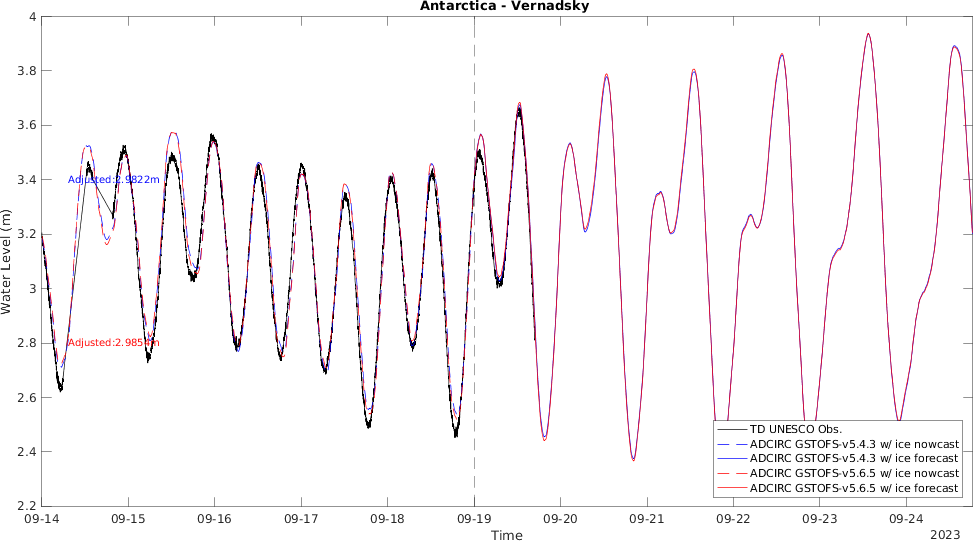 Antarctica - Vernadsky
4
3.8
3.6
3.4
3.2
3
2.8
2.6
2.4
2.2
Water Level (m)
Adjusted:2.9822m
TD UNESCO Obs.
ADCIRC GSTOFS-v5.4.3 w/ ice nowcast
ADCIRC GSTOFS-v5.4.3 w/ ice forecast
ADCIRC GSTOFS-v5.6.5 w/ ice nowcast
ADCIRC GSTOFS-v5.6.5 w/ ice forecast
09-14 09-15 09-16 09-17 09-18 09-19 09-20 09-21 09-22 09-23 09-24
Time
2023